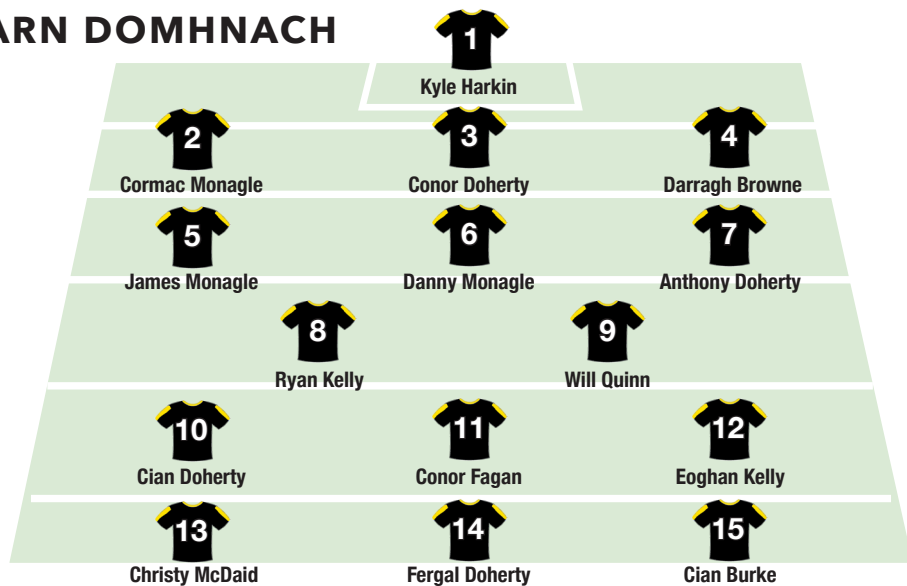 ARN DOMHNACH
1
Kyle Harkin
2 3 4
Cormac Monagle Conor Doherty Darragh Browne
5 6 7
James Monagle Danny Monagle Anthony Doherty
8 9
Ryan Kelly Will Quinn
10 11 12
Cian Doherty Conor Fagan Eoghan Kelly
13 14 15
Christy McDaid Fergal Doherty Cian Burke